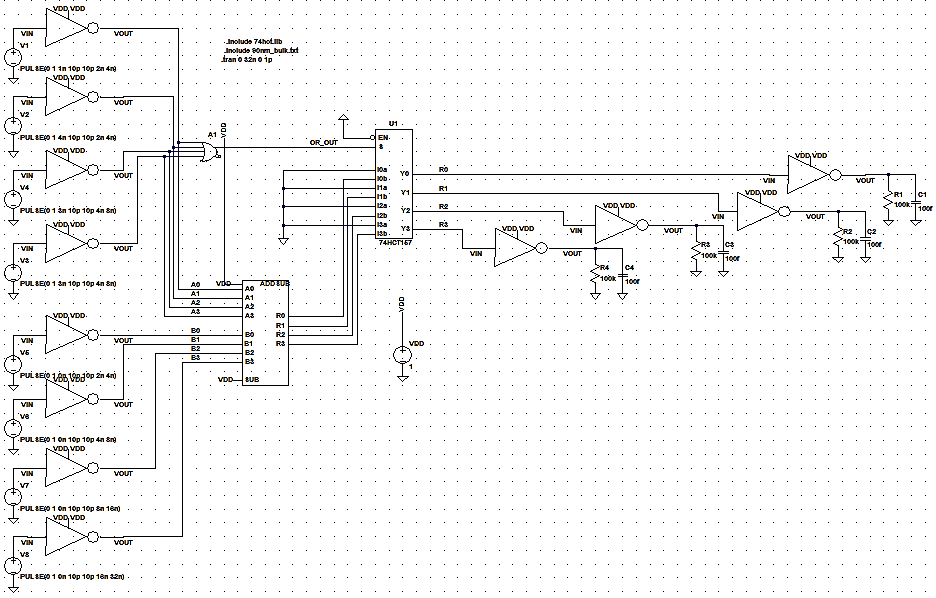 VDD VDD
VIN
VOUT
V1
PULSE(0 1 1n 10p 10p 2n 4n)
VDD VDD
VIN
VOUT
V2
PULSE(0 1 4n 10p 10p 2n 4n)
VDD VDD
VIN
VOUT
V4
PULSE(0 1 3n 10p 10p 4n 8n)
VDD VDD
VIN
VOUT
V3
PULSE(0 1 3n 10p 10p 4n 8n)
VDD VDD
VIN
VOUT
V5
PULSE(0 1 0n 10p 10p 2n 4n)
VDD VDD
VIN
VOUT
V6
PULSE(0 1 0n 10p 10p 4n 8n)
VDD VDD
VIN
VOUT
V7
PULSE(0 1 0n 10p 10p 8n 16n)
VDD VDD
VIN
VOUT
V8
PULSE(0 1 0n 10p 10p 16n 32n)
.include 74hct.lib
.include 90nm_bulk.txt
.tran 0 32n 0 1p
A1
VDD
OR_OUT
U1
EN
S
I0a
I0b
I1a
I1b
I2a
I2b
I3a
I3b
Y0
Y1
Y2
Y3
74HCT157
R0
R1
R2
R3
A0
A1
A2
A3
B0
B1
B2
B3
VDD
ADDSUB
A0
A1
A2
A3
B0
B1
B2
B3
VDD
SUB
R0
R1
R2
R3
VDD
VDD
1
VDD VDD
VIN
VOUT
R1
100k
C1
100f
VDD VDD
VIN
VOUT
R2
100k
C2
100f
VDD VDD
VIN
VOUT
R3
100k
C3
100f
VDD VDD
VIN
VOUT
R4
100k
C4
100f